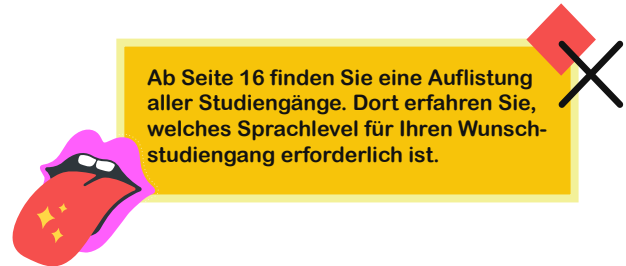 Ab Seite 16 finden Sie eine Auflistung
aller Studiengänge. Dort erfahren Sie,
welches Sprachlevel für Ihren Wunsch-
studiengang erforderlich ist.